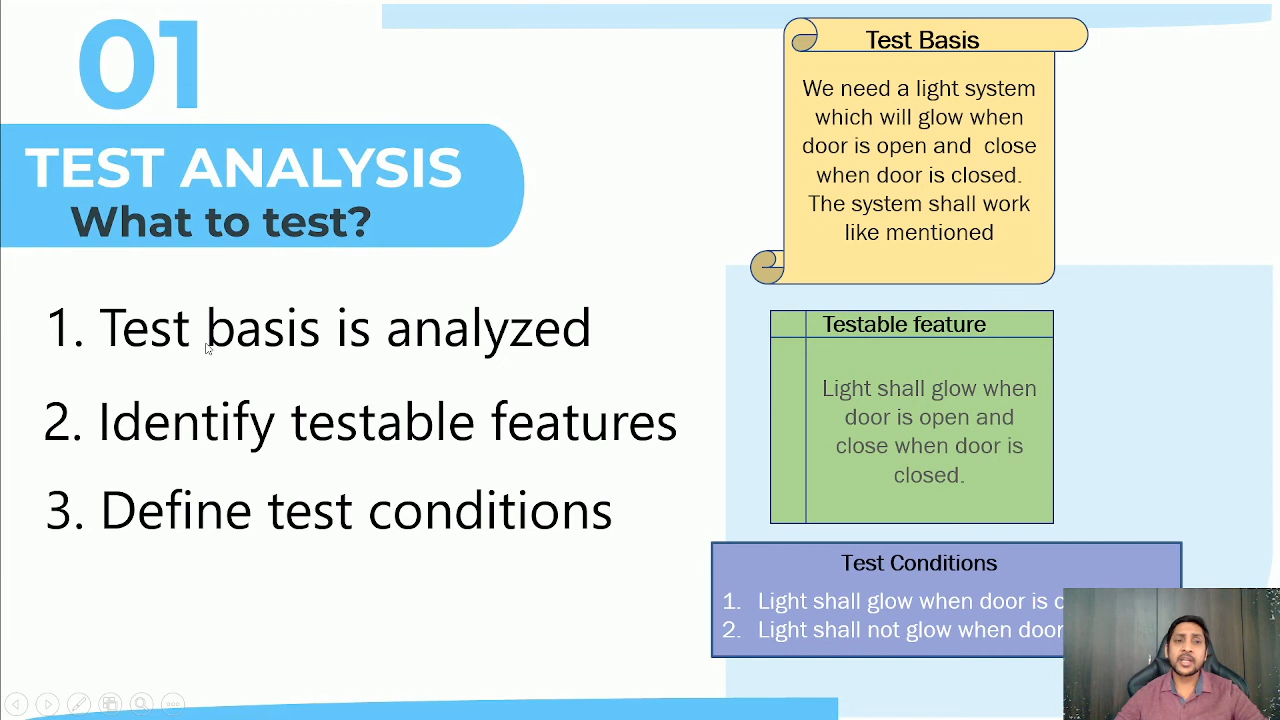 01
TEST ANALYSIS
What to test?
1. Test basis is analyzed
2. Identify testable features
3. Define test conditions
Test Basis
We need a light system
which will glow when
door is open and close
when door is closed.
The system shall work
like mentioned
Testable feature
Light shall glow when
door is open and
close when door is
closed.
Test Conditions
1. Light shall glow when door is
2. Light shall not glow when door